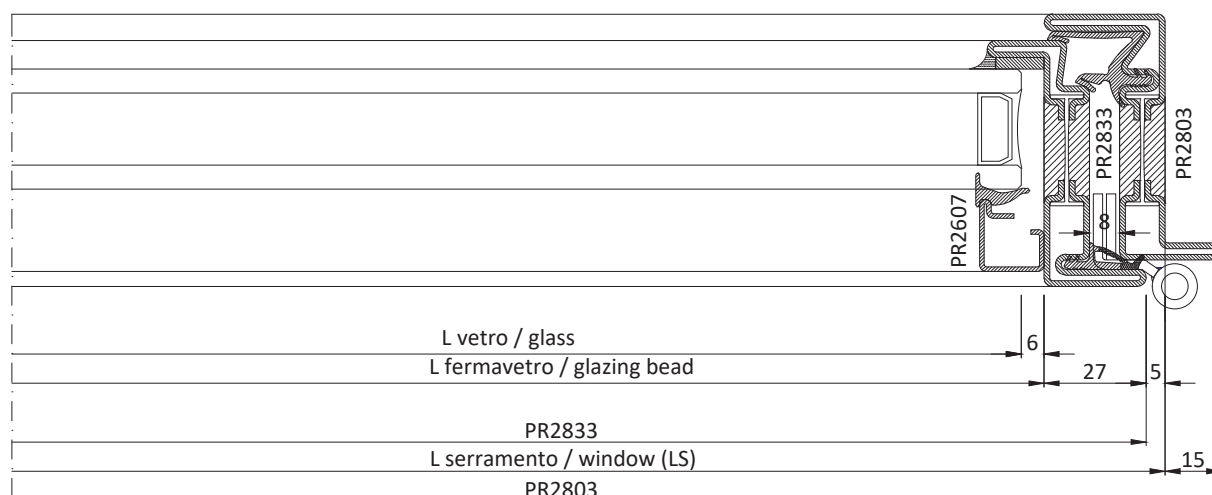 PR2833
PR2803
PR2607
8
L vetro / glass
6
L fermavetro / glazing bead
27
5
PR2833
L serramento / window (LS)
15
PR2803